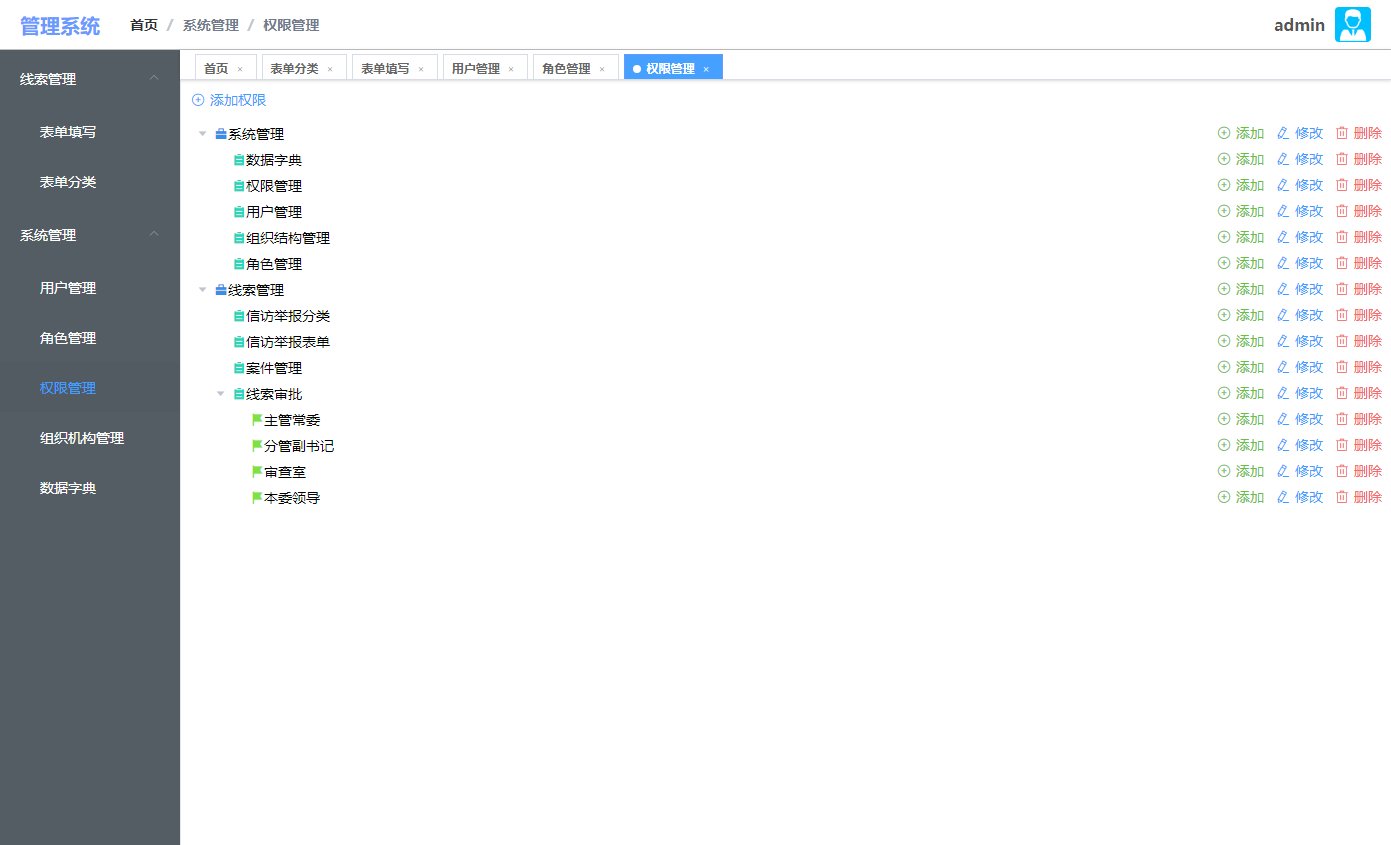 管理系统 首页 / 系统管理 / 权限管理 admin
首页 × 表单分类 × 表单填写 × 用户管理 × 角色管理 × 权限管理 ×
线索管理
表单填写
表单分类
系统管理
用户管理
角色管理
权限管理
组织机构管理
数据字典
添加权限
系统管理 添加 修改 删除
数据字典 添加 修改 删除
权限管理 添加 修改 删除
用户管理 添加 修改 删除
组织结构管理 添加 修改 删除
角色管理 添加 修改 删除
线索管理 添加 修改 删除
信访举报分类 添加 修改 删除
信访举报表单 添加 修改 删除
案件管理 添加 修改 删除
线索审批 添加 修改 删除
主管常委 添加 修改 删除
分管副书记 添加 修改 删除
审查室 添加 修改 删除
本委领导 添加 修改 删除